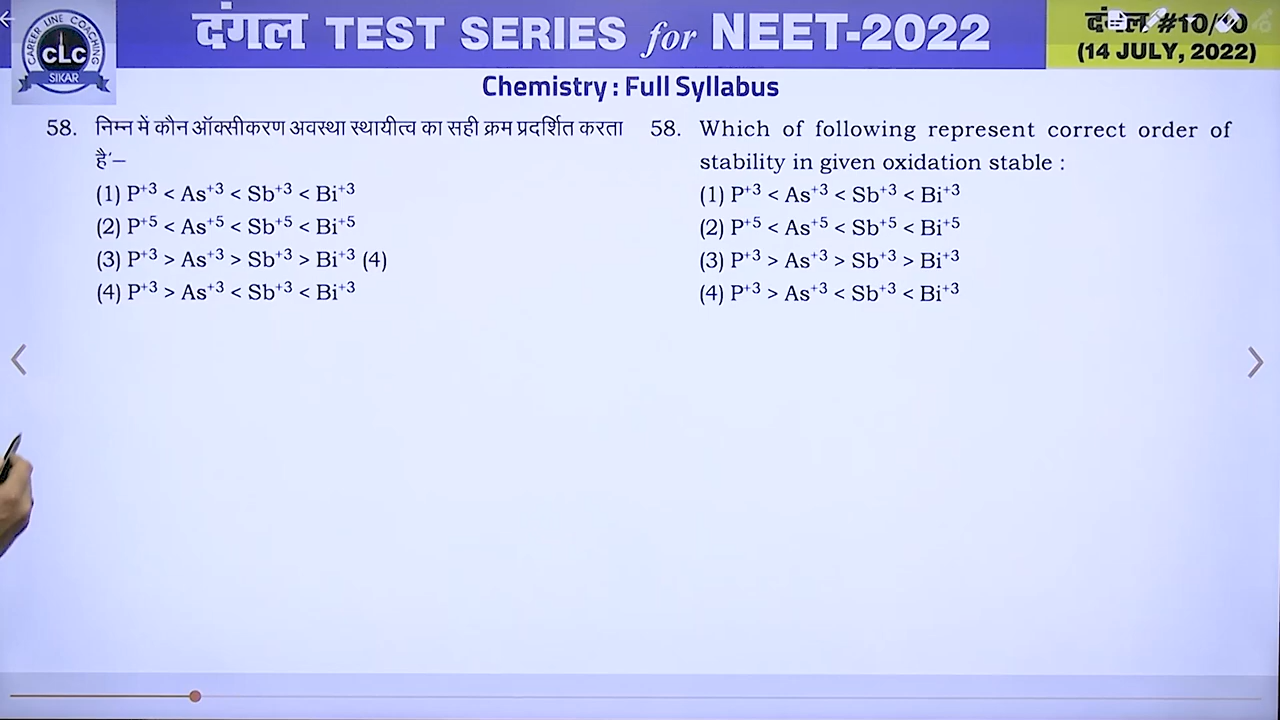 दंगल TEST SERIES for NEET-2022
(14 JULY, 2022)
CAREER LINE COACHING
CLC
SIKAR
Chemistry : Full Syllabus
58. निम्न में कौन ऑक्सीकरण अवस्था स्थायीत्व का सही क्रम प्रदर्शित करता
है'–
(1) P⁺³ < As⁺³ < Sb⁺³ < Bi⁺³
(2) P⁺⁵ < As⁺⁵ < Sb⁺⁵ < Bi⁺⁵
(3) P⁺³ > As⁺³ > Sb⁺³ > Bi⁺³ (4)
(4) P⁺³ > As⁺³ < Sb⁺³ < Bi⁺³
58. Which of following represent correct order of
stability in given oxidation stable :
(1) P⁺³ < As⁺³ < Sb⁺³ < Bi⁺³
(2) P⁺⁵ < As⁺⁵ < Sb⁺⁵ < Bi⁺⁵
(3) P⁺³ > As⁺³ > Sb⁺³ > Bi⁺³
(4) P⁺³ > As⁺³ < Sb⁺³ < Bi⁺³